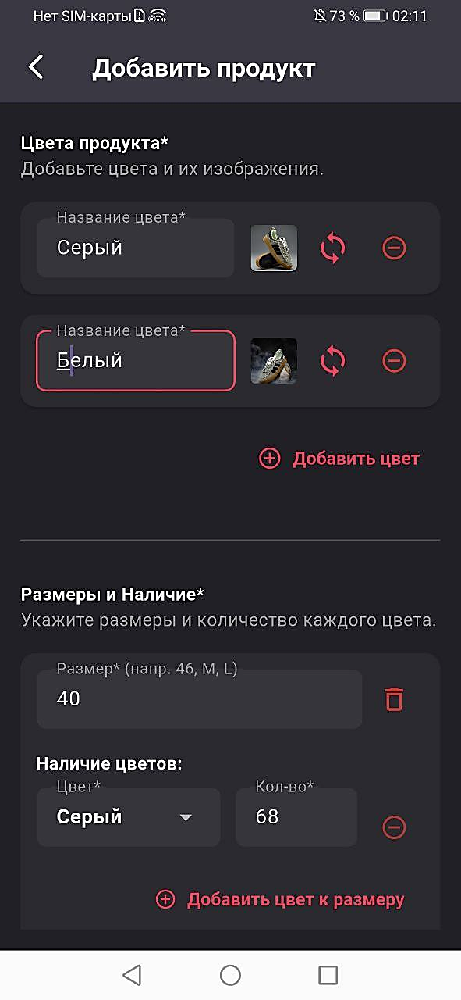 Нет SIM-карты 73 % 02:11
Добавить продукт
Цвета продукта*
Добавьте цвета и их изображения.
Название цвета*
Серый
Название цвета*
Белый
Добавить цвет
Размеры и Наличие*
Укажите размеры и количество каждого цвета.
Размер* (напр. 46, M, L)
40
Наличие цветов:
Цвет* Кол-во*
Серый 68
Добавить цвет к размеру